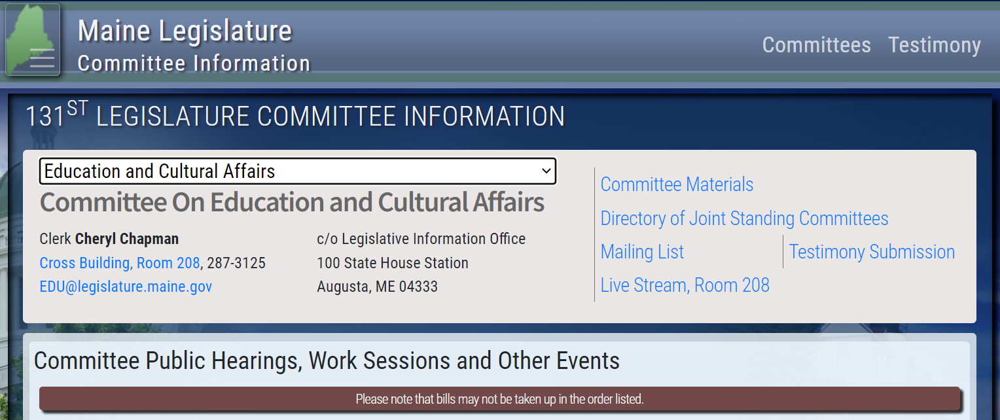 Maine Legislature
Committee Information
Committees Testimony
131ST LEGISLATURE COMMITTEE INFORMATION
Education and Cultural Affairs
Committee On Education and Cultural Affairs
Clerk Cheryl Chapman
Cross Building, Room 208, 287-3125
EDU@legislature.maine.gov
c/o Legislative Information Office
100 State House Station
Augusta, ME 04333
Committee Materials
Directory of Joint Standing Committees
Mailing List
Testimony Submission
Live Stream, Room 208
Committee Public Hearings, Work Sessions and Other Events
Please note that bills may not be taken up in the order listed.